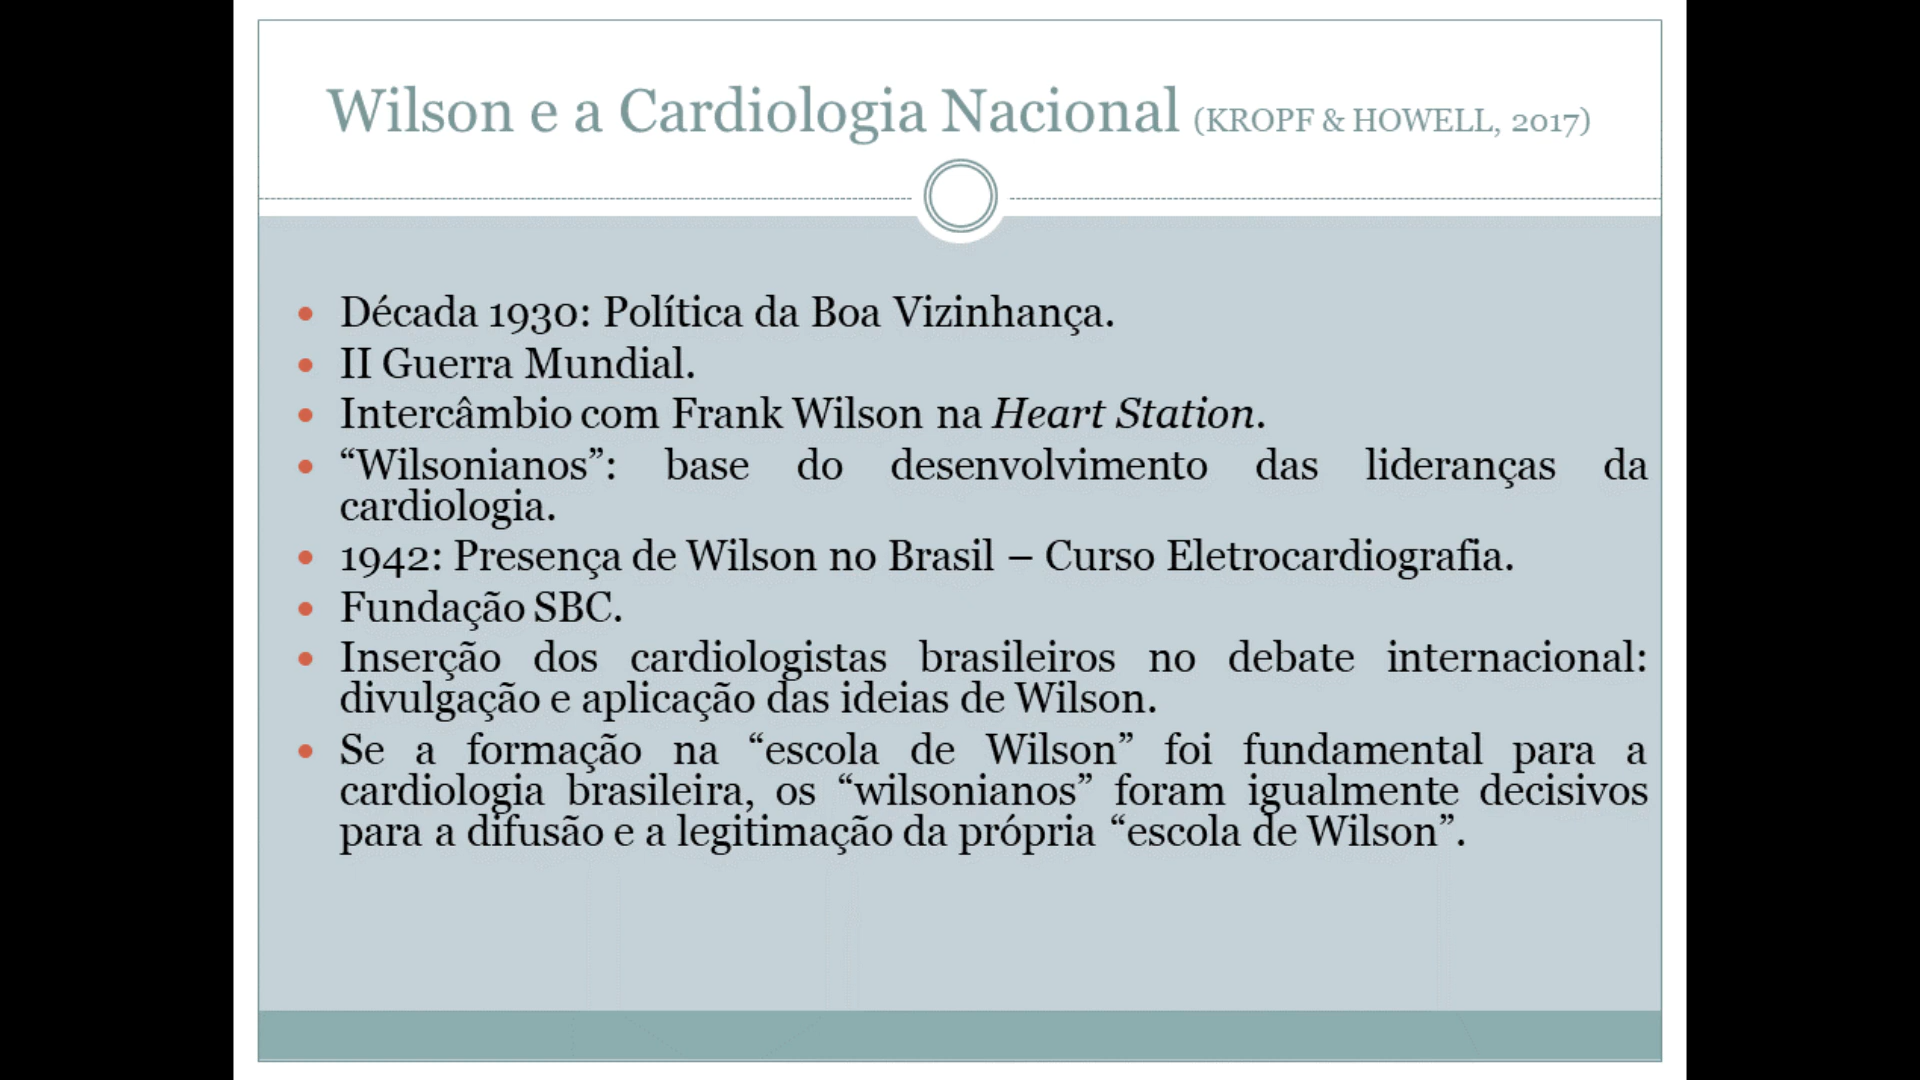 Wilson e a Cardiologia Nacional (KROPF & HOWELL, 2017)
• Década 1930: Política da Boa Vizinhança.
• II Guerra Mundial.
• Intercâmbio com Frank Wilson na Heart Station.
• “Wilsonianos”: base do desenvolvimento das lideranças da
cardiologia.
• 1942: Presença de Wilson no Brasil – Curso Eletrocardiografia.
• Fundação SBC.
• Inserção dos cardiologistas brasileiros no debate internacional:
divulgação e aplicação das ideias de Wilson.
• Se a formação na “escola de Wilson” foi fundamental para a
cardiologia brasileira, os “wilsonianos” foram igualmente decisivos
para a difusão e a legitimação da própria “escola de Wilson”.